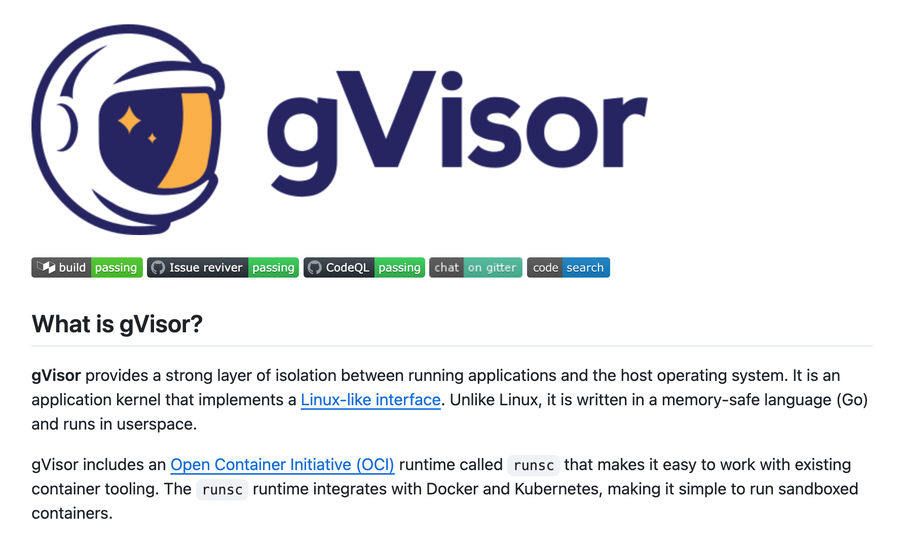 gVisor
build passing Issue reviver passing CodeQL passing chat on gitter code search
What is gVisor?
gVisor provides a strong layer of isolation between running applications and the host operating system. It is an
application kernel that implements a Linux-like interface. Unlike Linux, it is written in a memory-safe language (Go)
and runs in userspace.
gVisor includes an Open Container Initiative (OCI) runtime called runsc that makes it easy to work with existing
container tooling. The runsc runtime integrates with Docker and Kubernetes, making it simple to run sandboxed
containers.